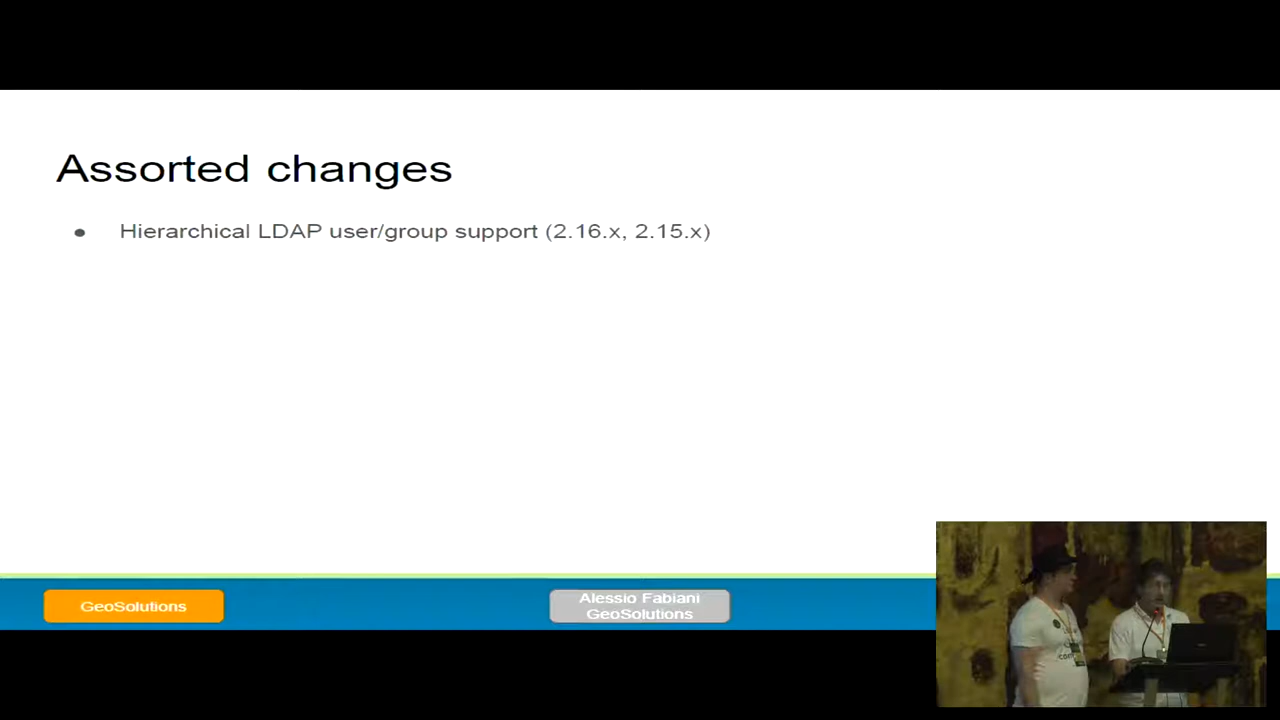 Assorted changes
● Hierarchical LDAP user/group support (2.16.x, 2.15.x)
GeoSolutions
Alessio Fabiani
GeoSolutions